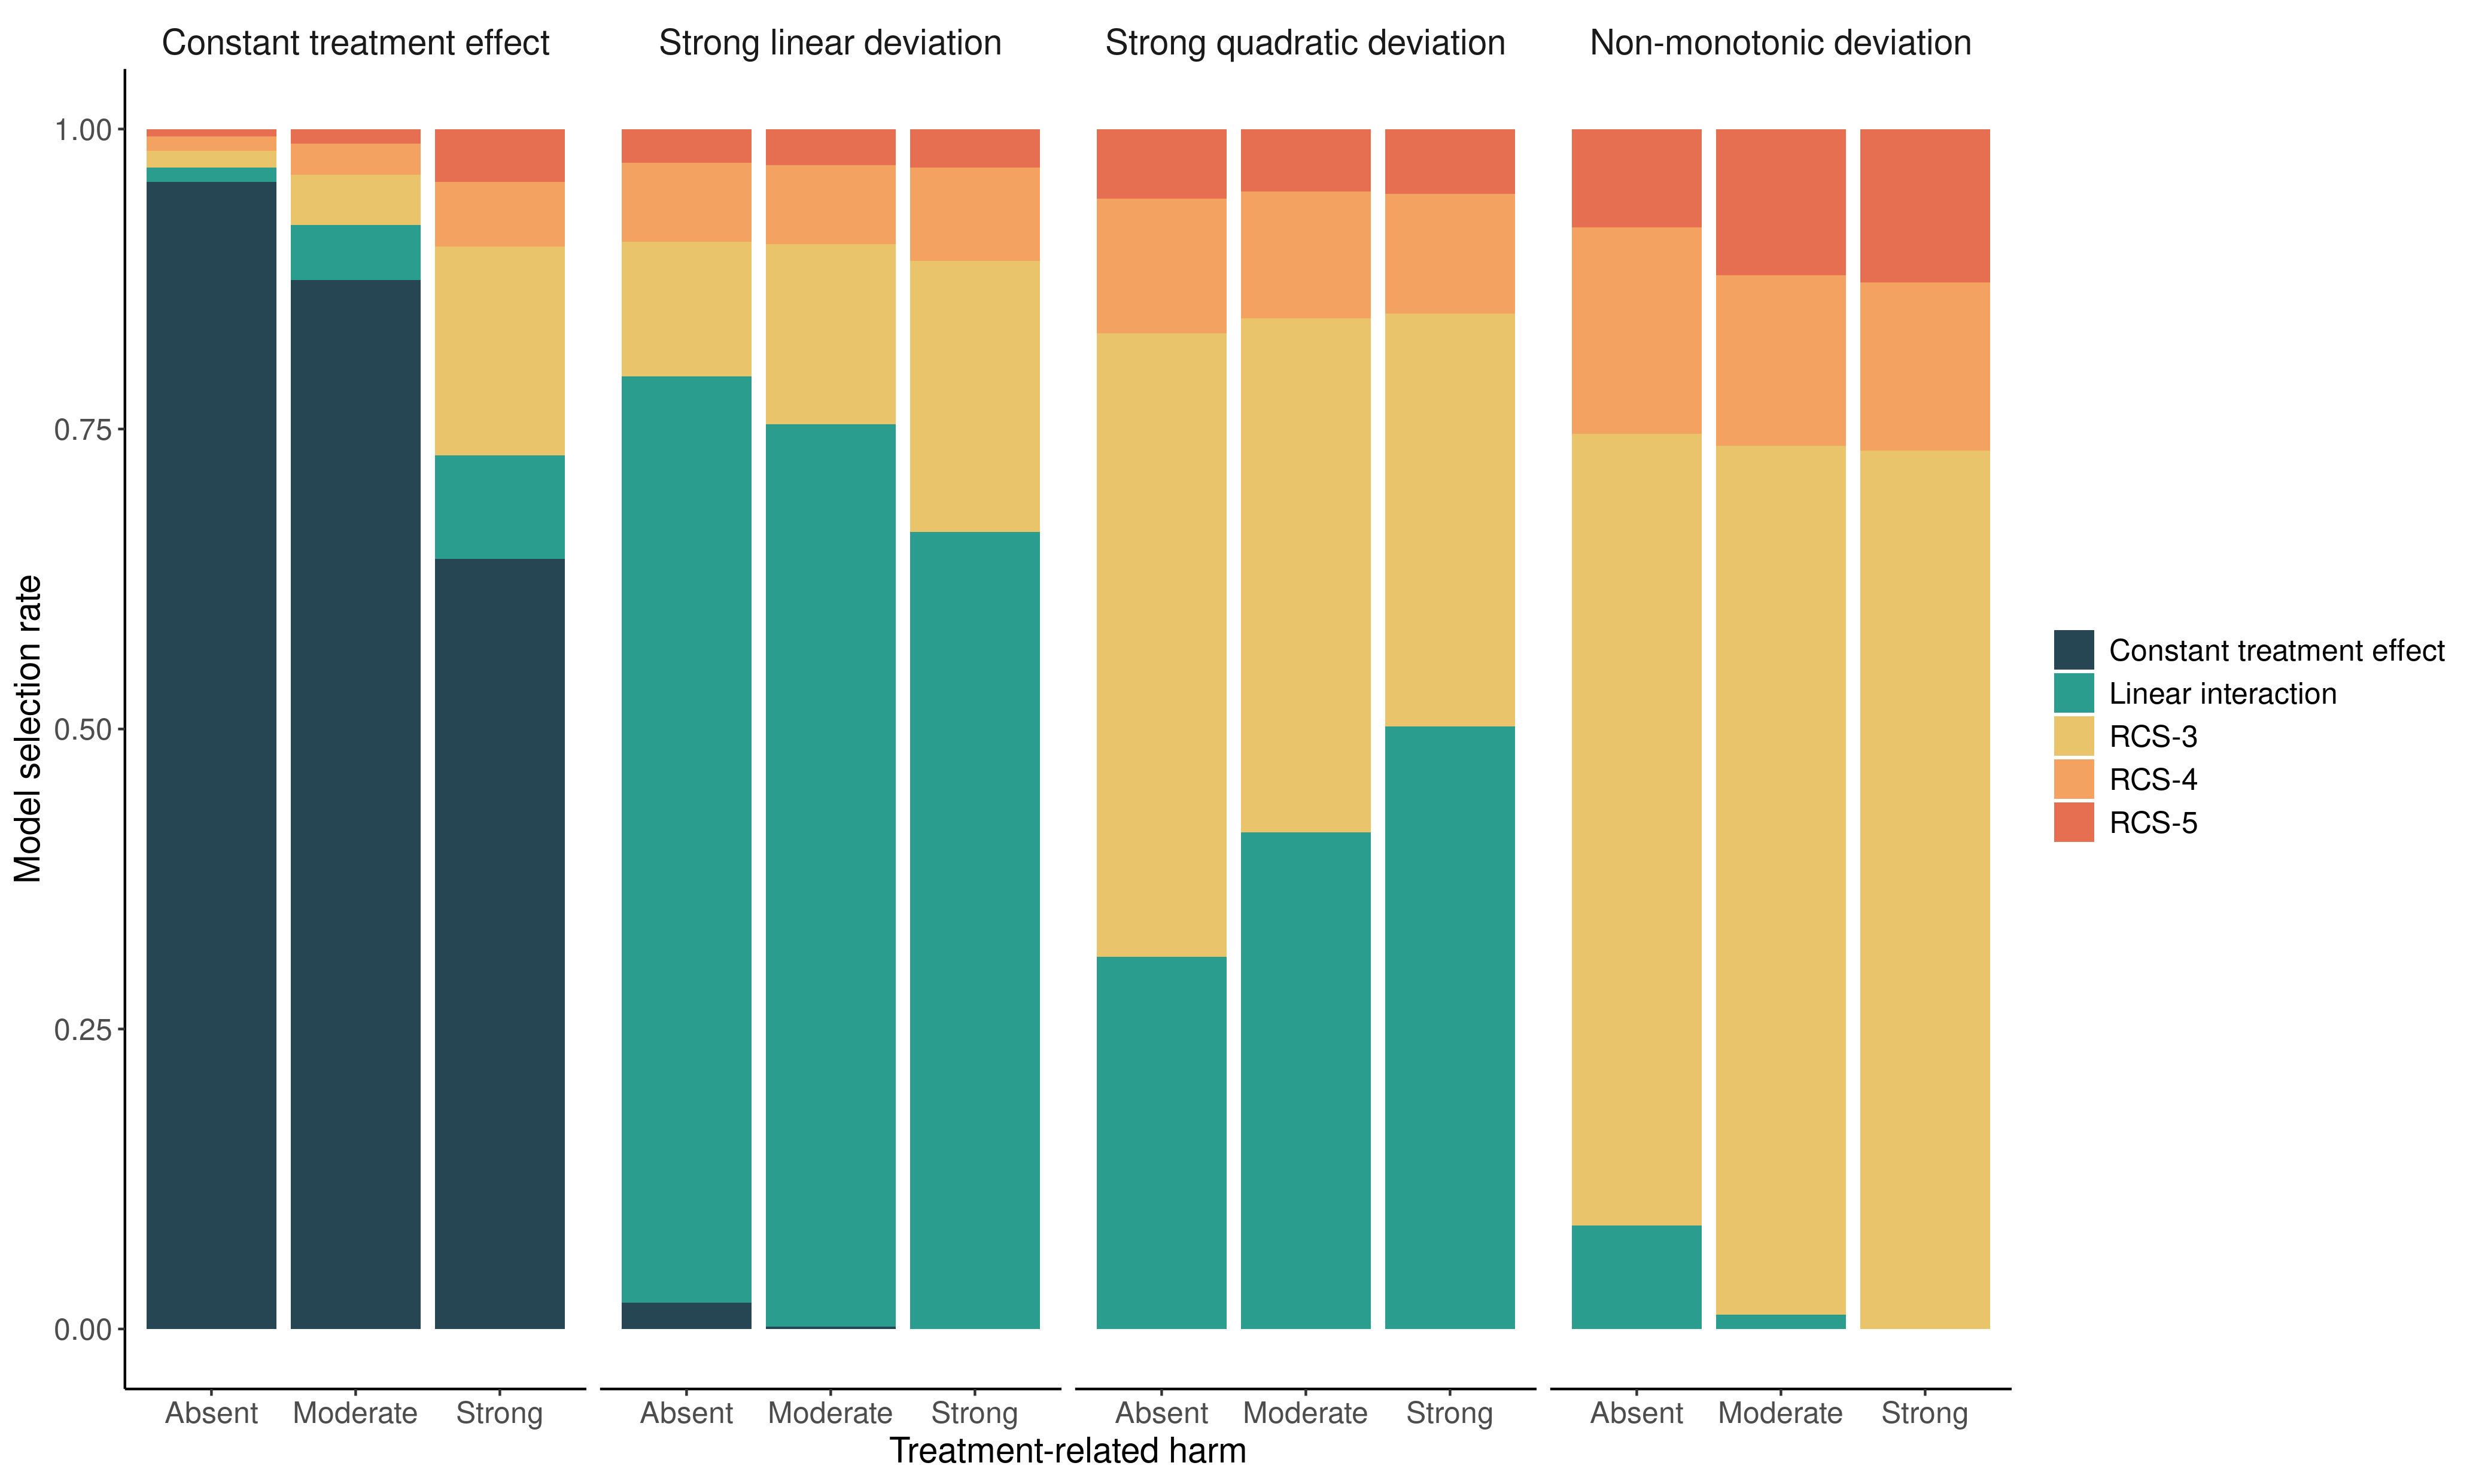 Constant treatment effect
Strong linear deviation
Strong quadratic deviation
Non-monotonic deviation
Model selection rate
1.00
0.75
0.50
0.25
0.00
Absent Moderate Strong
Absent Moderate Strong
Absent Moderate Strong
Absent Moderate Strong
Treatment-related harm
Constant treatment effect
Linear interaction
RCS-3
RCS-4
RCS-5